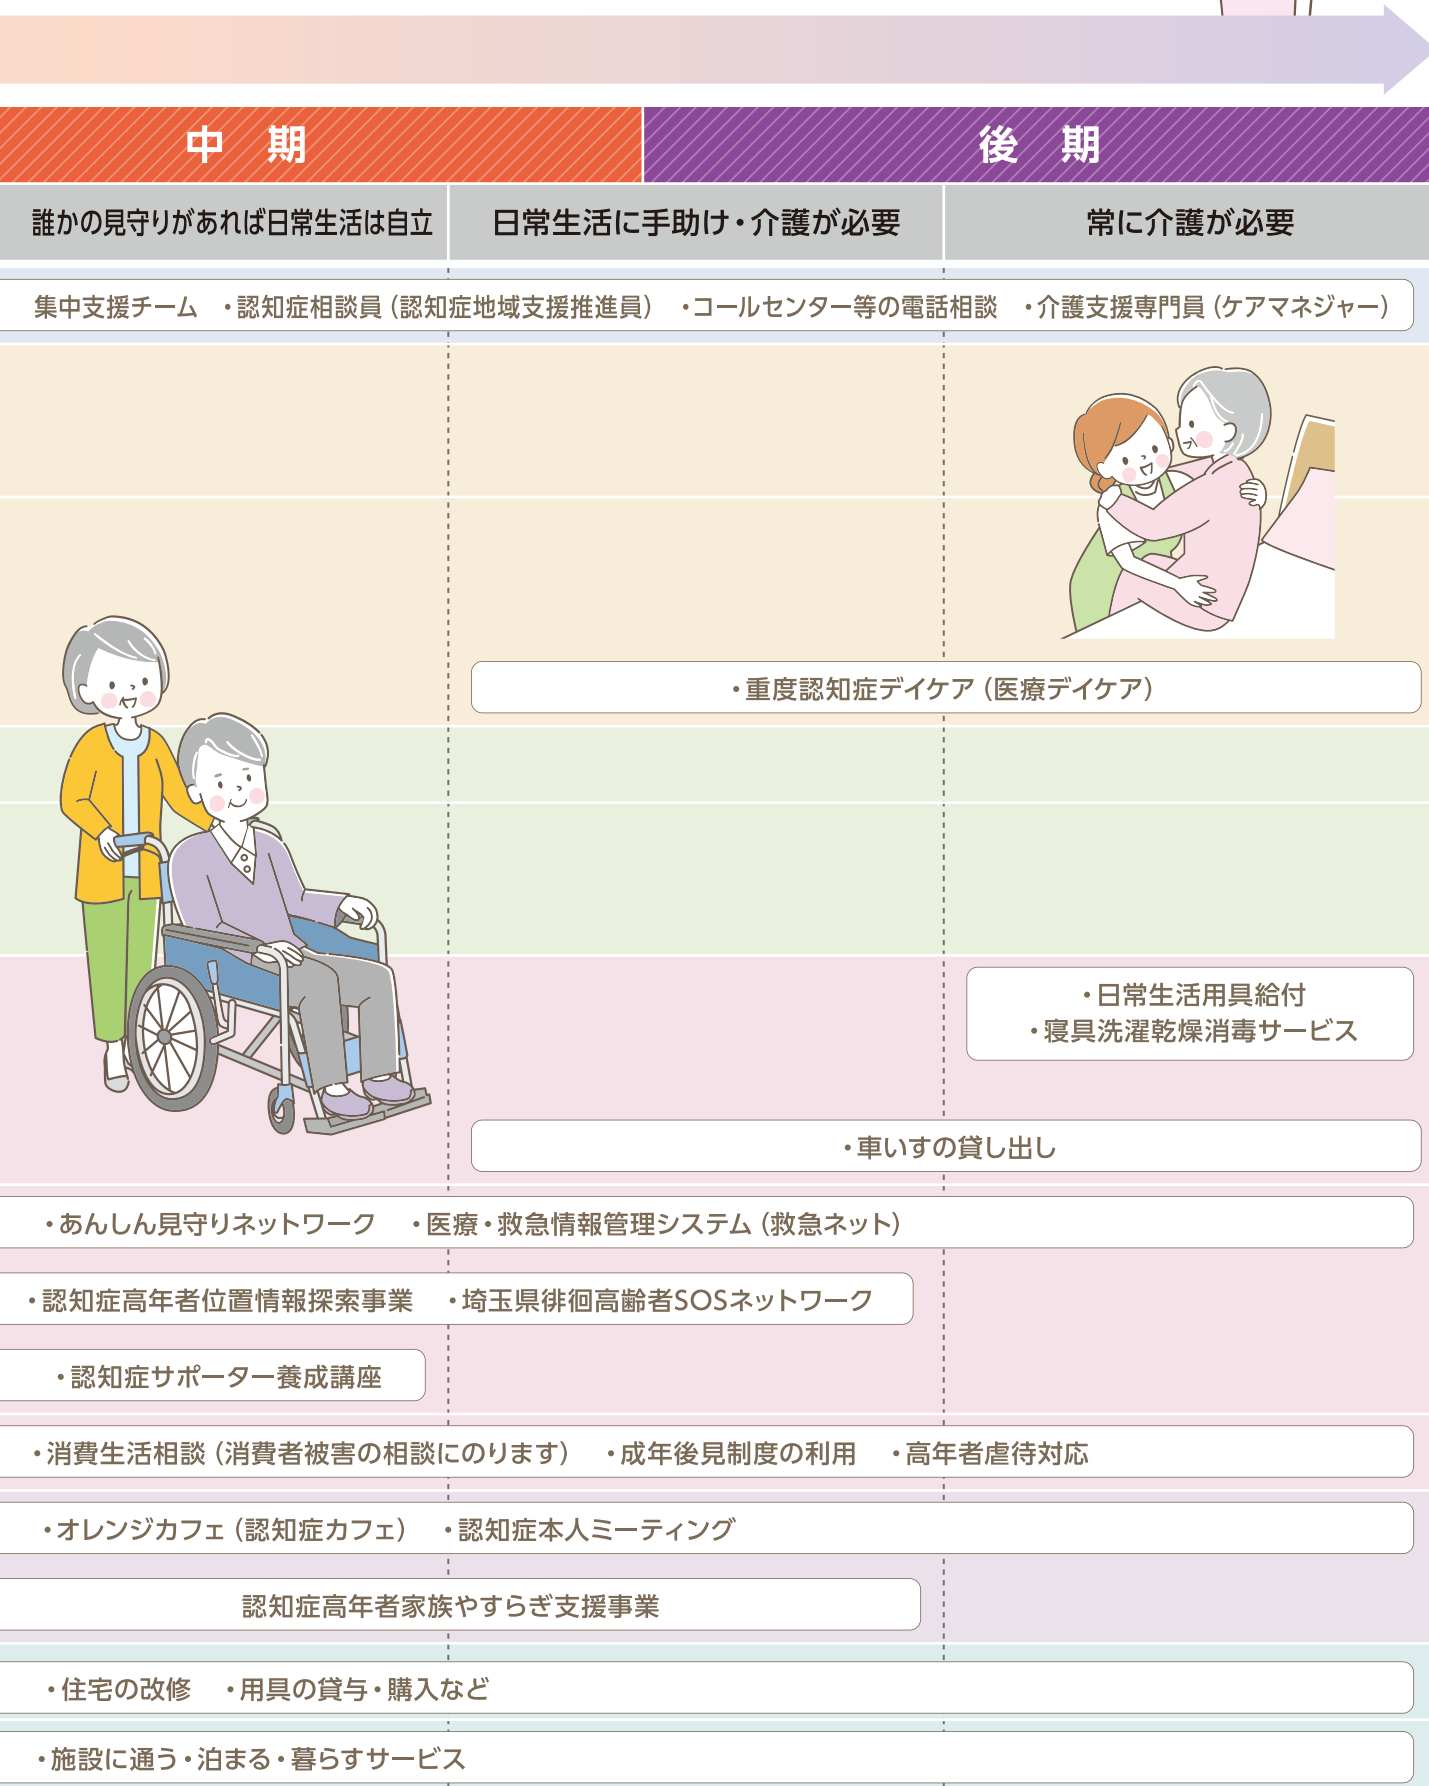 中 期
後 期
誰かの見守りがあれば日常生活は自立
日常生活に手助け・介護が必要
常に介護が必要
集中支援チーム ・認知症相談員（認知症地域支援推進員） ・コールセンター等の電話相談 ・介護支援専門員（ケアマネジャー）
・重度認知症デイケア（医療デイケア）
・日常生活用具給付
・寝具洗濯乾燥消毒サービス
・車いすの貸し出し
・あんしん見守りネットワーク ・医療・救急情報管理システム（救急ネット）
・認知症高年者位置情報探索事業 ・埼玉県徘徊高齢者SOSネットワーク
・認知症サポーター養成講座
・消費生活相談（消費者被害の相談にのります） ・成年後見制度の利用 ・高年者虐待対応
・オレンジカフェ（認知症カフェ） ・認知症本人ミーティング
認知症高年者家族やすらぎ支援事業
・住宅の改修 ・用具の貸与・購入など
・施設に通う・泊まる・暮らすサービス